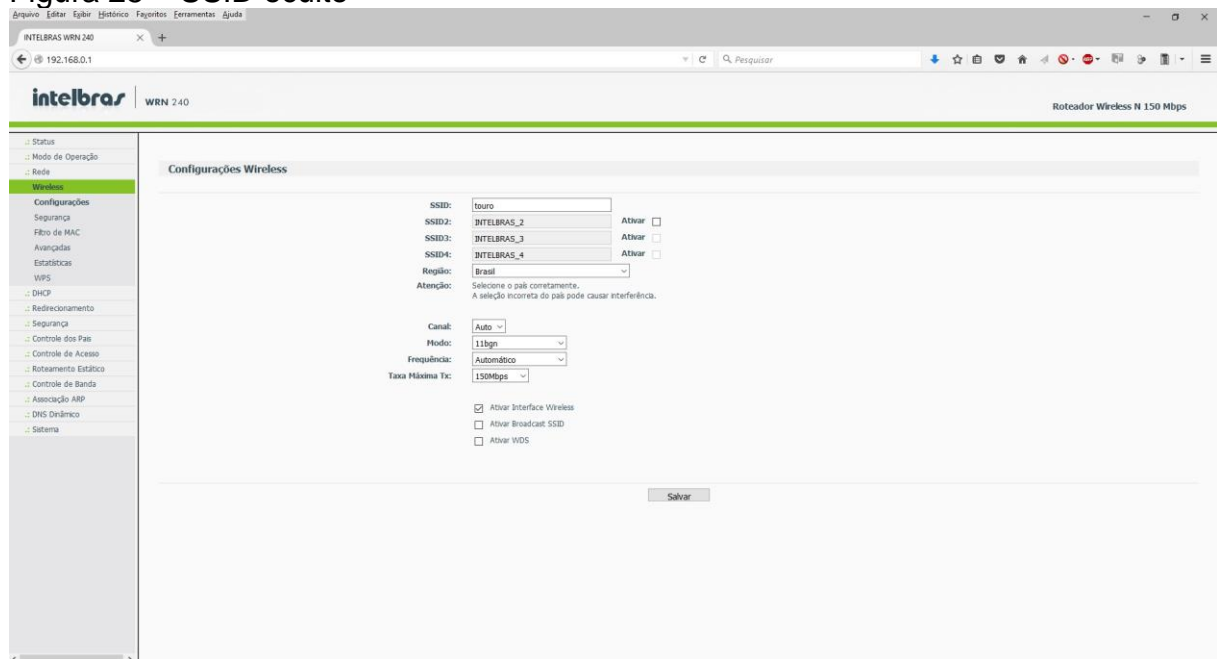 Arquivo Editar Exibir Histórico Favoritos Ferramentas Ajuda
INTELBRAS WRN 240
192.168.0.1
Pesquisar
intelbras WRN 240
Roteador Wireless N 150 Mbps
.: Status
.: Modo de Operação
.: Rede
Wireless
Configurações
Segurança
Filtro de MAC
Avançadas
Estatísticas
WPS
.: DHCP
.: Redirecionamento
.: Segurança
.: Controle dos Pais
.: Controle de Acesso
.: Roteamento Estático
.: Controle de Banda
.: Associação ARP
.: DNS Dinâmico
.: Sistema
Configurações Wireless
SSID: touro
SSID2: INTELBRAS_2 Ativar
SSID3: INTELBRAS_3 Ativar
SSID4: INTELBRAS_4 Ativar
Região: Brasil
Atenção: Selecione o país corretamente.
A seleção incorreta do país pode causar interferência.
Canal: Auto
Modo: 11bgn
Frequência: Automático
Taxa Máxima Tx: 150Mbps
Ativar Interface Wireless
Ativar Broadcast SSID
Ativar WDS
Salvar